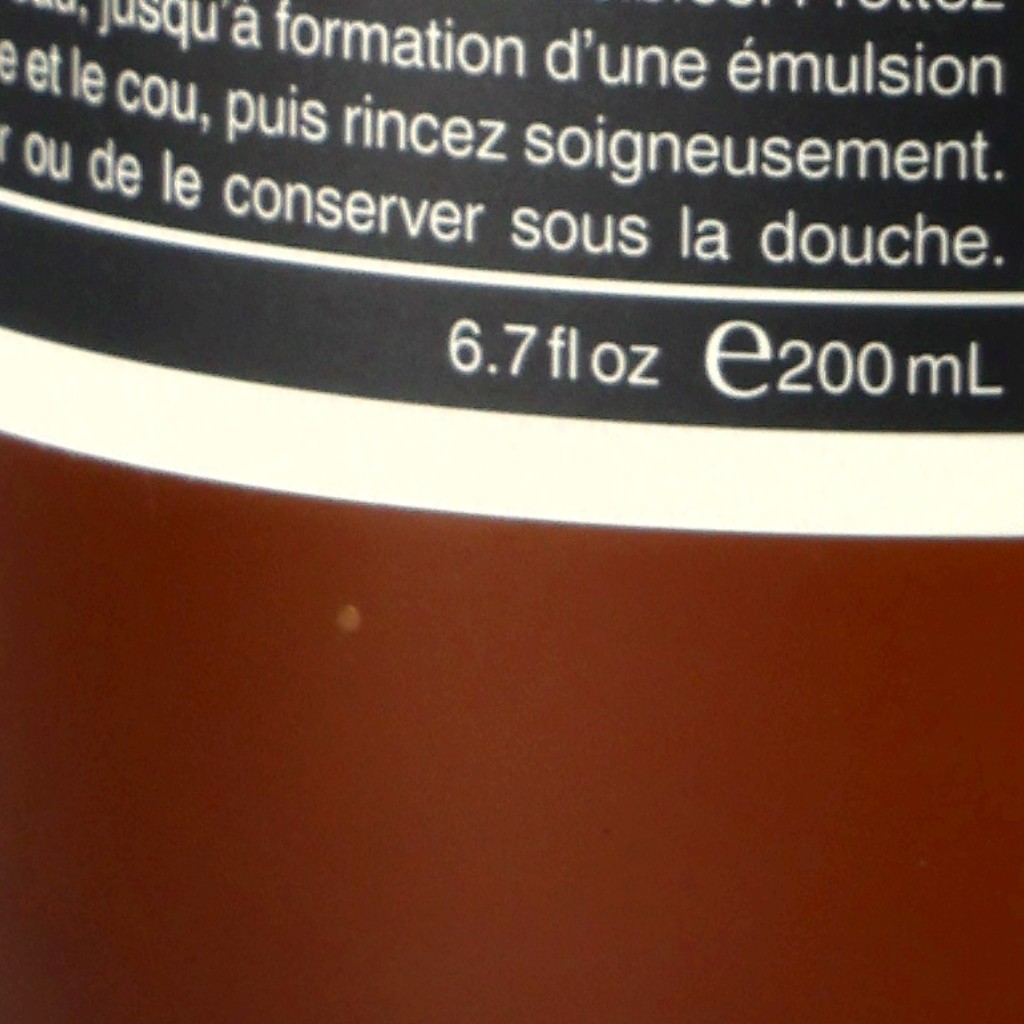 jusqu'à formation d'une émulsion
et le cou, puis rincez soigneusement.
ou de le conserver sous la douche.
6.7 fl oz ℮200 mL